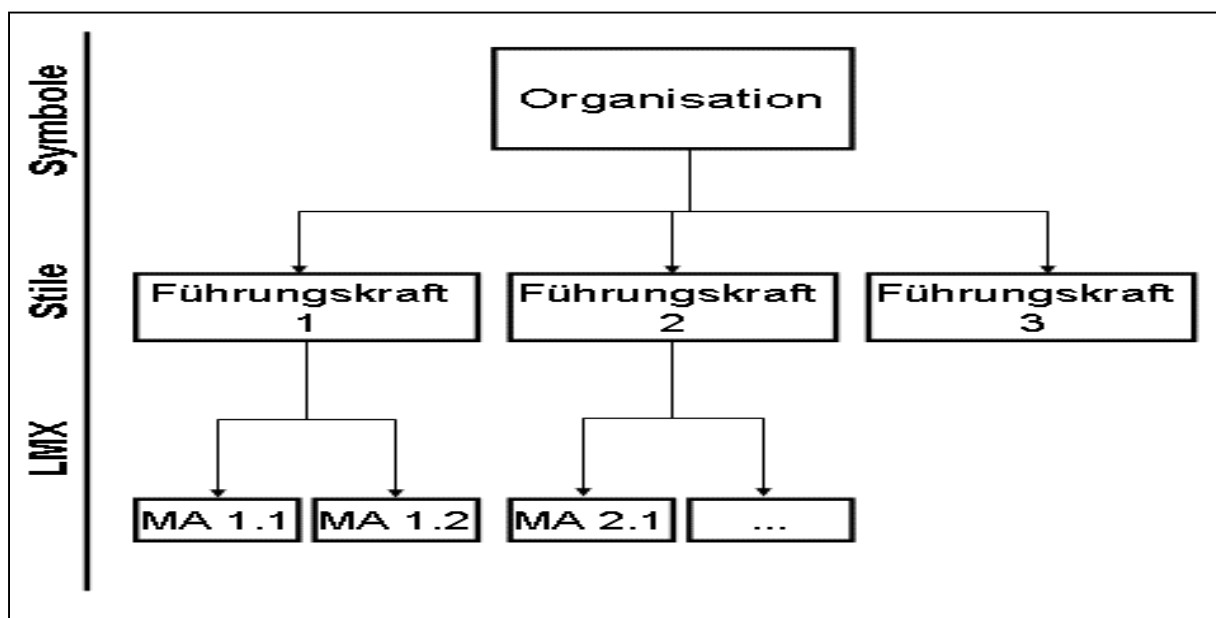 Symbole
Organisation
Stile
Führungskraft
1
Führungskraft
2
Führungskraft
3
LMX
MA 1.1
MA 1.2
MA 2.1
...